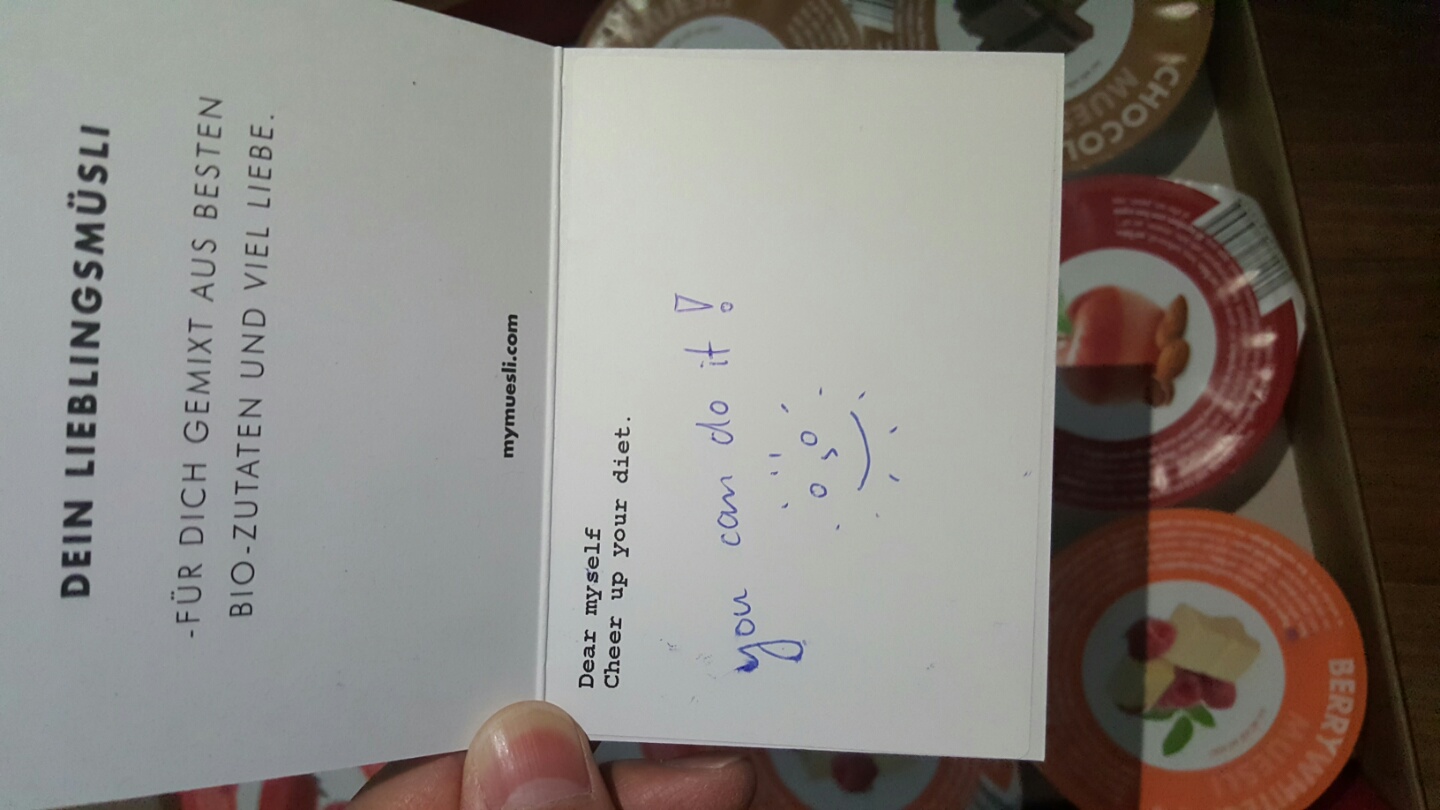 DEIN LIEBLINGSMÜSLI
-FÜR DICH GEMIXT AUS BESTEN
BIO-ZUTATEN UND VIEL LIEBE.
mymuesli.com
Dear myself
Cheer up your diet.
you can do it!
CHOCOL
MUES
BERRYWHI
MUESL